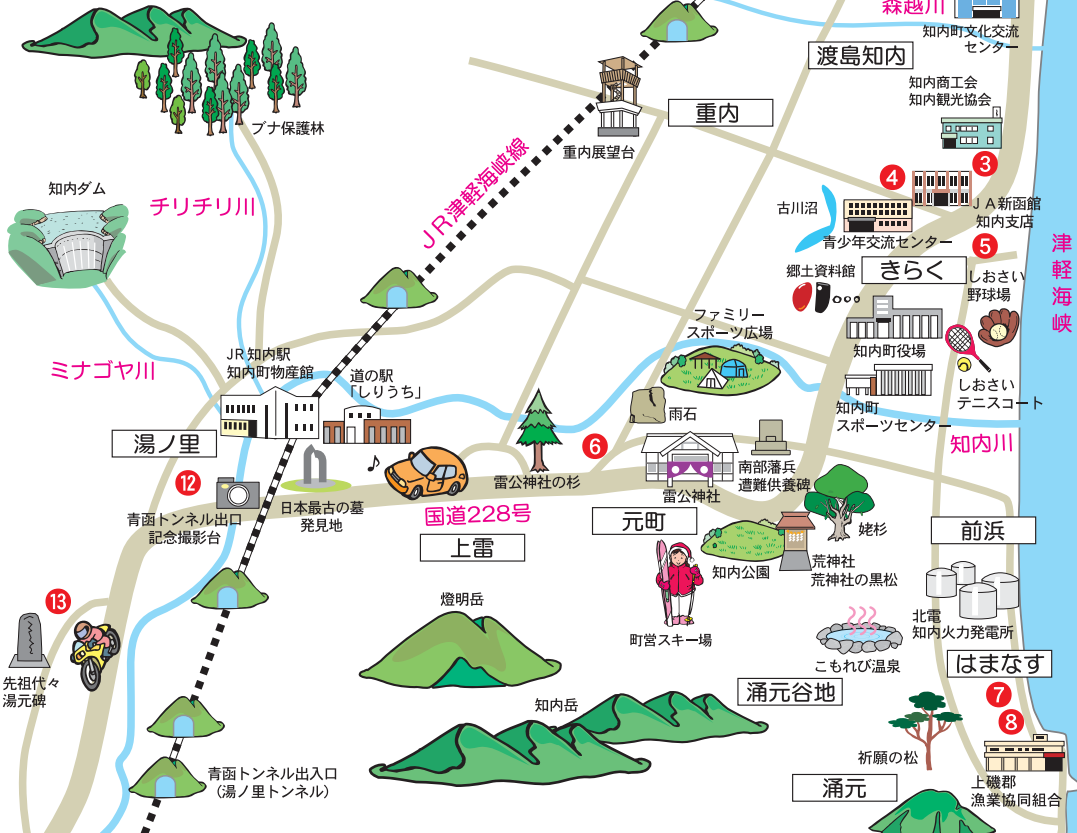 森越川
知内町文化交流
センター
渡島知内
知内商工会
知内観光協会
重内
重内展望台
ブナ保護林
JR津軽海峡線
③
④
ＪＡ新函館
知内支店
古川沼
青少年交流センター
⑤
津軽海峡
知内ダム
チリチリ川
郷土資料館
きらく
しおさい
野球場
ファミリー
スポーツ広場
知内町役場
ミナゴヤ川
JR知内駅
知内町物産館
道の駅
「しりうち」
しおさい
テニスコート
知内町
スポーツセンター
雨石
知内川
湯ノ里
⑥
⑫
雷公神社の杉
雷公神社
南部藩兵
遭難供養碑
青函トンネル出口
記念撮影台
日本最古の墓
発見地
国道228号
元町
姥杉
前浜
上雷
知内公園
荒神社
荒神社の黒松
⑬
燈明岳
町営スキー場
北電
知内火力発電所
こもれび温泉
はまなす
先祖代々
湯元碑
涌元谷地
⑦
⑧
知内岳
祈願の松
青函トンネル出入口
（湯ノ里トンネル）
涌元
上磯郡
漁業協同組合